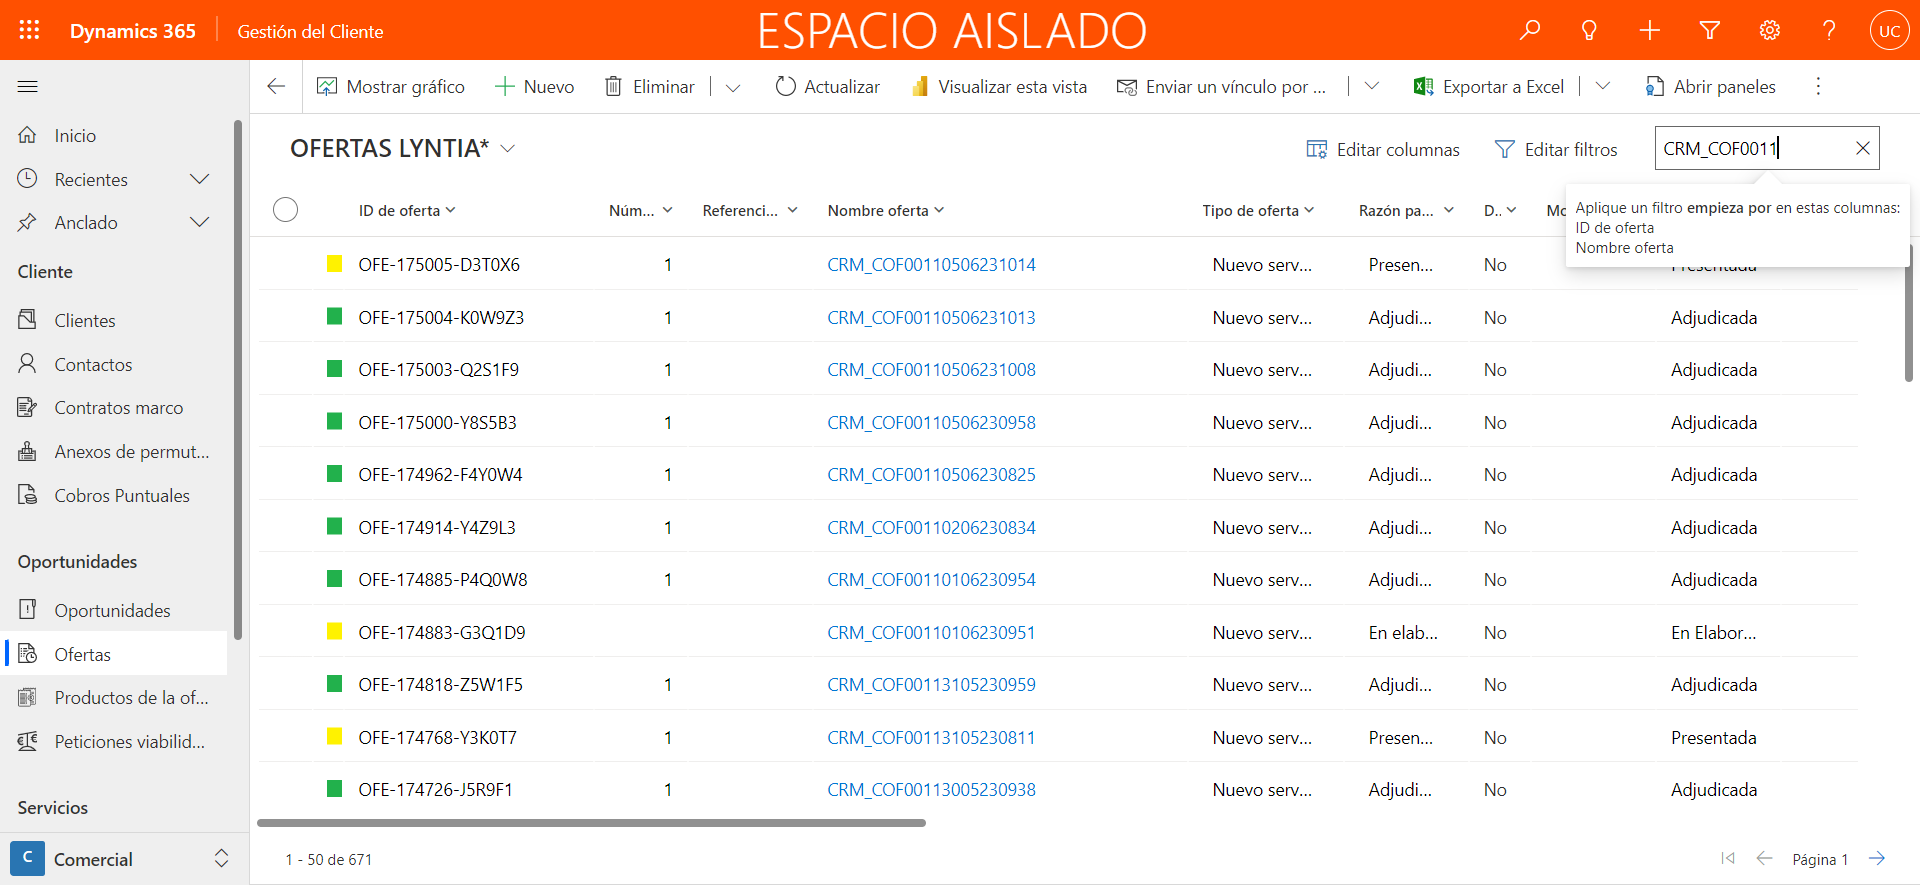 Dynamics 365
Gestión del Cliente
ESPACIO AISLADO
UC
Mostrar gráfico
Nuevo
Eliminar
Actualizar
Visualizar esta vista
Enviar un vínculo por ...
Exportar a Excel
Abrir paneles
Inicio
Recientes
Anclado
Cliente
Clientes
Contactos
Contratos marco
Anexos de permut...
Cobros Puntuales
Oportunidades
Oportunidades
Ofertas
Productos de la of...
Peticiones viabilid...
Servicios
C Comercial
OFERTAS LYNTIA*
Editar columnas
Editar filtros
CRM_COF0011
Aplique un filtro empieza por en estas columnas:
ID de oferta
Nombre oferta
ID de oferta Núm... Referenci... Nombre oferta Tipo de oferta Razón pa... D.. Mo
OFE-175005-D3T0X6 1 CRM_COF00110506231014 Nuevo serv... Presen... No Presentada
OFE-175004-K0W9Z3 1 CRM_COF00110506231013 Nuevo serv... Adjudi... No Adjudicada
OFE-175003-Q2S1F9 1 CRM_COF00110506231008 Nuevo serv... Adjudi... No Adjudicada
OFE-175000-Y8S5B3 1 CRM_COF00110506230958 Nuevo serv... Adjudi... No Adjudicada
OFE-174962-F4Y0W4 1 CRM_COF00110506230825 Nuevo serv... Adjudi... No Adjudicada
OFE-174914-Y4Z9L3 1 CRM_COF00110206230834 Nuevo serv... Adjudi... No Adjudicada
OFE-174885-P4Q0W8 1 CRM_COF00110106230954 Nuevo serv... Adjudi... No Adjudicada
OFE-174883-G3Q1D9 CRM_COF00110106230951 Nuevo serv... En elab... No En Elabor...
OFE-174818-Z5W1F5 1 CRM_COF00113105230959 Nuevo serv... Adjudi... No Adjudicada
OFE-174768-Y3K0T7 1 CRM_COF00113105230811 Nuevo serv... Presen... No Presentada
OFE-174726-J5R9F1 1 CRM_COF00113005230938 Nuevo serv... Adjudi... No Adjudicada
1 - 50 de 671
Página 1